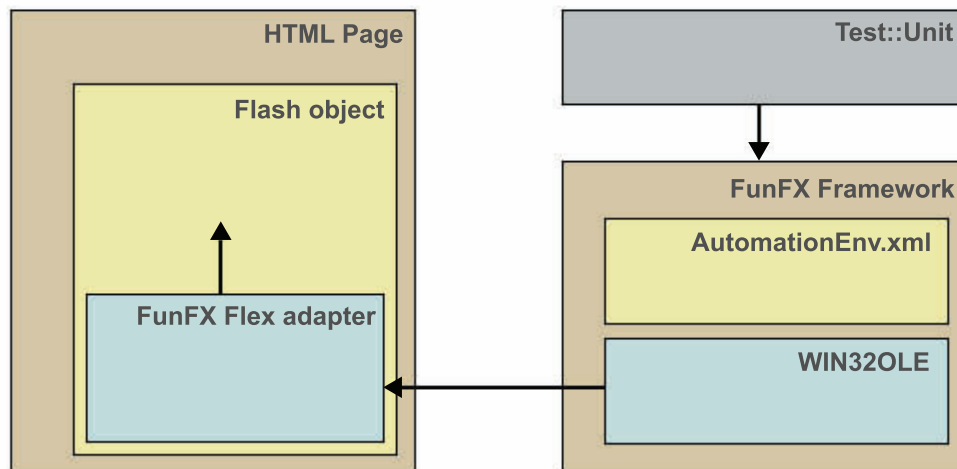 HTML Page
Flash object
FunFX Flex adapter
Test::Unit
FunFX Framework
AutomationEnv.xml
WIN32OLE